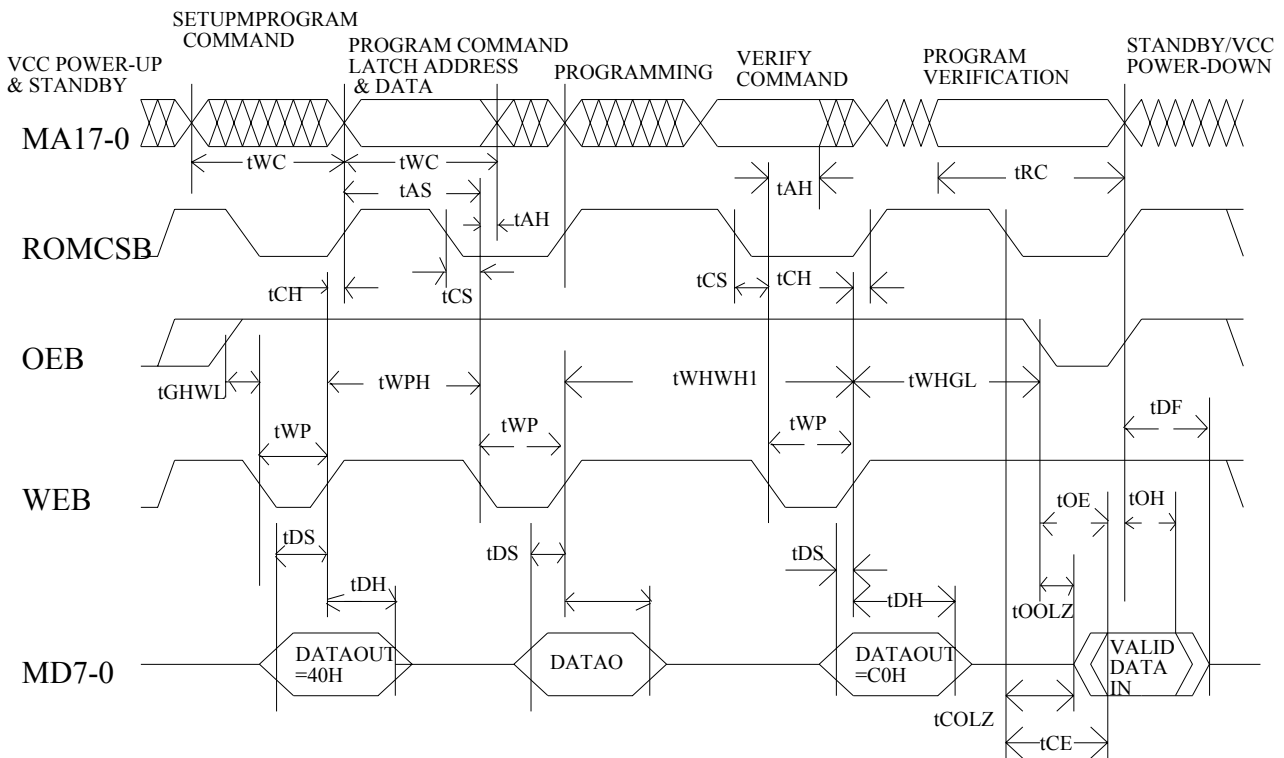 SETUPMPROGRAM
COMMAND
VCC POWER-UP
& STANDBY
PROGRAM COMMAND
LATCH ADDRESS
& DATA
PROGRAMMING
VERIFY
COMMAND
PROGRAM
VERIFICATION
STANDBY/VCC
POWER-DOWN
MA17-0
tWC
tWC
tAS
tAH
tAH
tRC
ROMCSB
tCH
tCS
tCS
tCH
OEB
tGHWL
tWPH
tWHWH1
tWHGL
tWP
tWP
tWP
tDF
WEB
tOE
tOH
tDS
tDS
tDS
tDH
tDH
tOOLZ
MD7-0
DATAOUT
=40H
DATAO
DATAOUT
=C0H
VALID
DATA
IN
tCOLZ
tCE